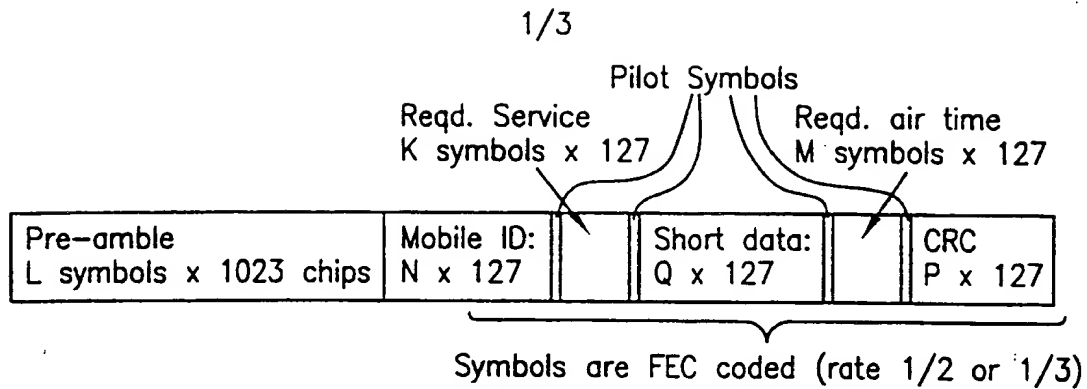 1/3
Pilot Symbols
Reqd. Service
K symbols x 127
Reqd. air time
M symbols x 127
Pre-amble
L symbols x 1023 chips
Mobile ID:
N x 127
Short data:
Q x 127
CRC
P x 127
Symbols are FEC coded (rate 1/2 or 1/3)